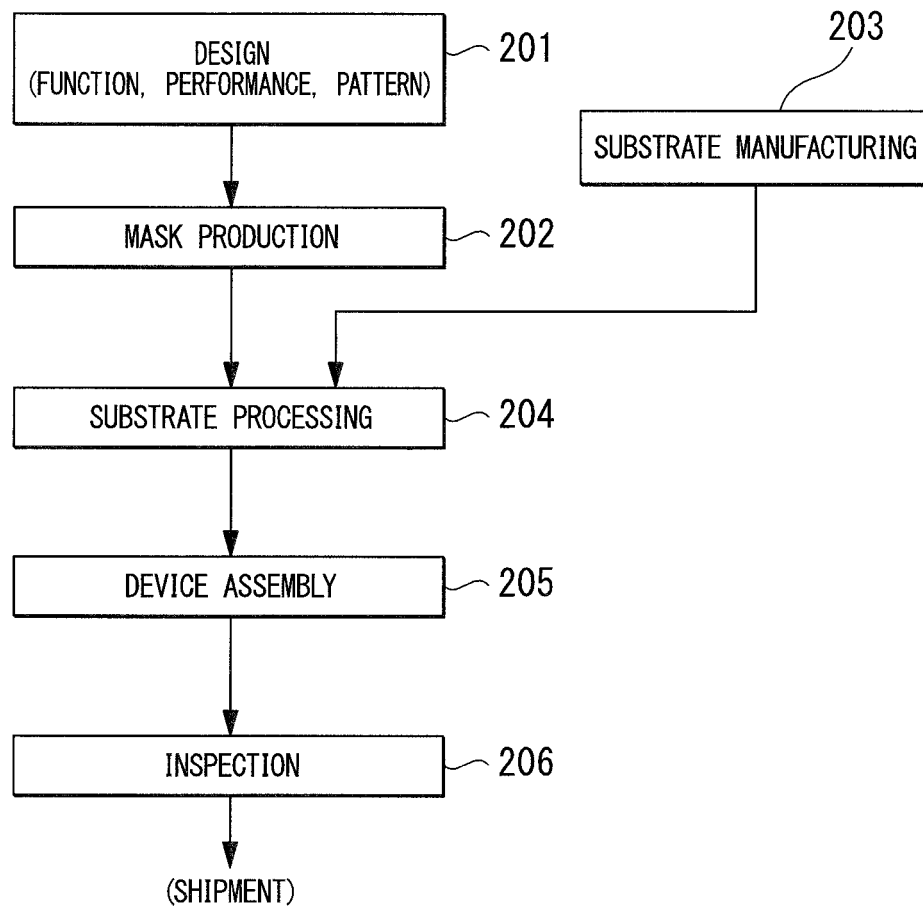 DESIGN
(FUNCTION, PERFORMANCE, PATTERN)
201
203
SUBSTRATE MANUFACTURING
MASK PRODUCTION
202
SUBSTRATE PROCESSING
204
DEVICE ASSEMBLY
205
INSPECTION
206
(SHIPMENT)